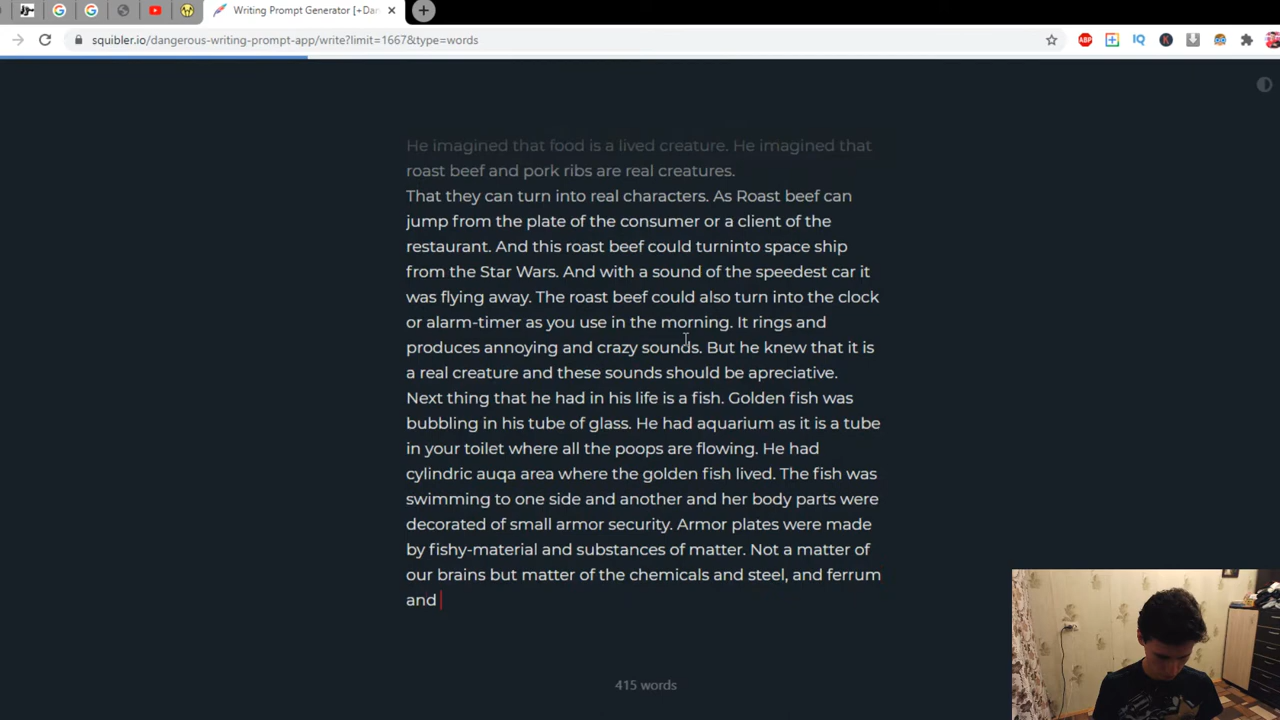 Writing Prompt Generator [+Dan
squibler.io/dangerous-writing-prompt-app/write?limit=1667&type=words
ABP
IQ
K
He imagined that food is a lived creature. He imagined that
roast beef and pork ribs are real creatures.
That they can turn into real characters. As Roast beef can
jump from the plate of the consumer or a client of the
restaurant. And this roast beef could turninto space ship
from the Star Wars. And with a sound of the speedest car it
was flying away. The roast beef could also turn into the clock
or alarm-timer as you use in the morning. It rings and
produces annoying and crazy sounds. But he knew that it is
a real creature and these sounds should be apreciative.
Next thing that he had in his life is a fish. Golden fish was
bubbling in his tube of glass. He had aquarium as it is a tube
in your toilet where all the poops are flowing. He had
cylindric auqa area where the golden fish lived. The fish was
swimming to one side and another and her body parts were
decorated of small armor security. Armor plates were made
by fishy-material and substances of matter. Not a matter of
our brains but matter of the chemicals and steel, and ferrum
and
415 words